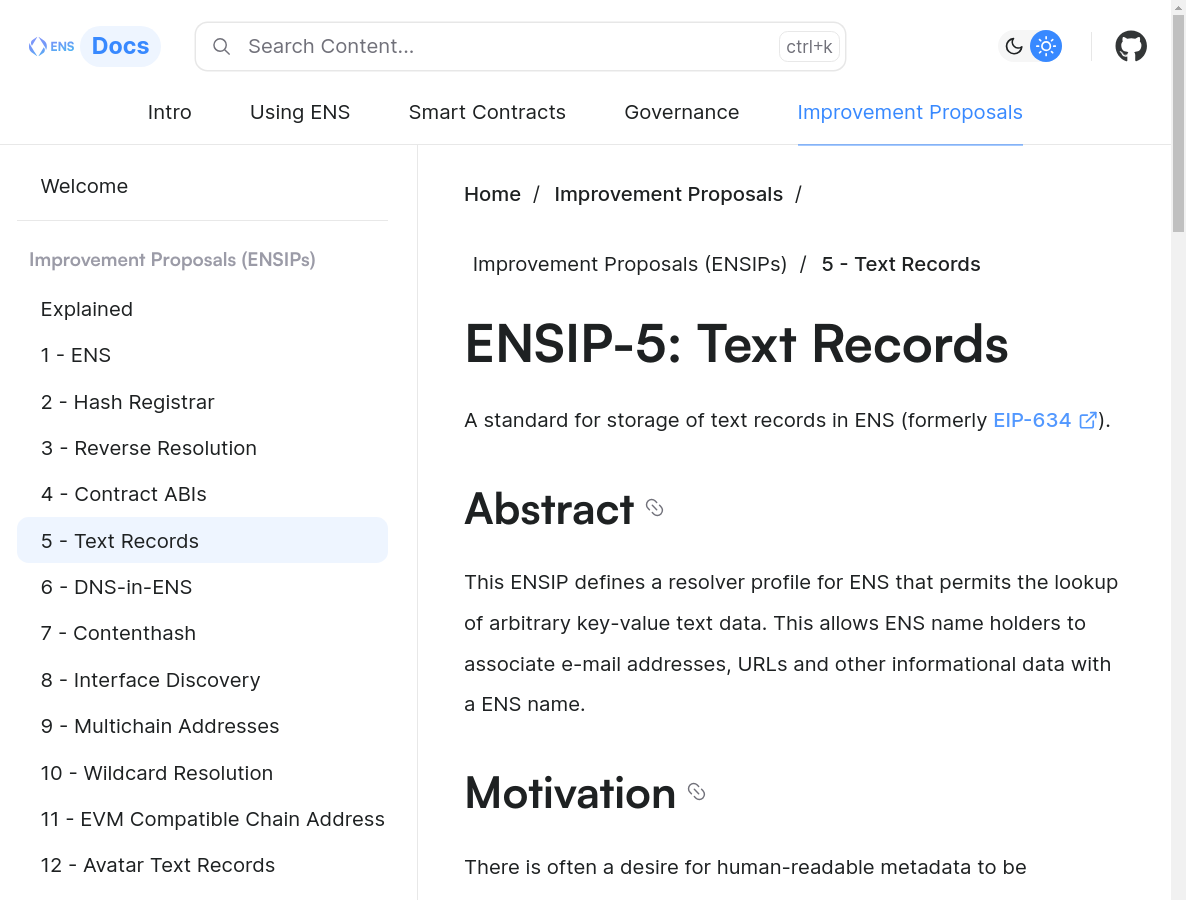 ENS Docs
Search Content...
ctrl+k
Intro
Using ENS
Smart Contracts
Governance
Improvement Proposals
Welcome
Improvement Proposals (ENSIPs)
Explained
1 - ENS
2 - Hash Registrar
3 - Reverse Resolution
4 - Contract ABIs
5 - Text Records
6 - DNS-in-ENS
7 - Contenthash
8 - Interface Discovery
9 - Multichain Addresses
10 - Wildcard Resolution
11 - EVM Compatible Chain Address
12 - Avatar Text Records
Home / Improvement Proposals /
Improvement Proposals (ENSIPs) / 5 - Text Records
ENSIP-5: Text Records
A standard for storage of text records in ENS (formerly EIP-634).
Abstract
This ENSIP defines a resolver profile for ENS that permits the lookup
of arbitrary key-value text data. This allows ENS name holders to
associate e-mail addresses, URLs and other informational data with
a ENS name.
Motivation
There is often a desire for human-readable metadata to be